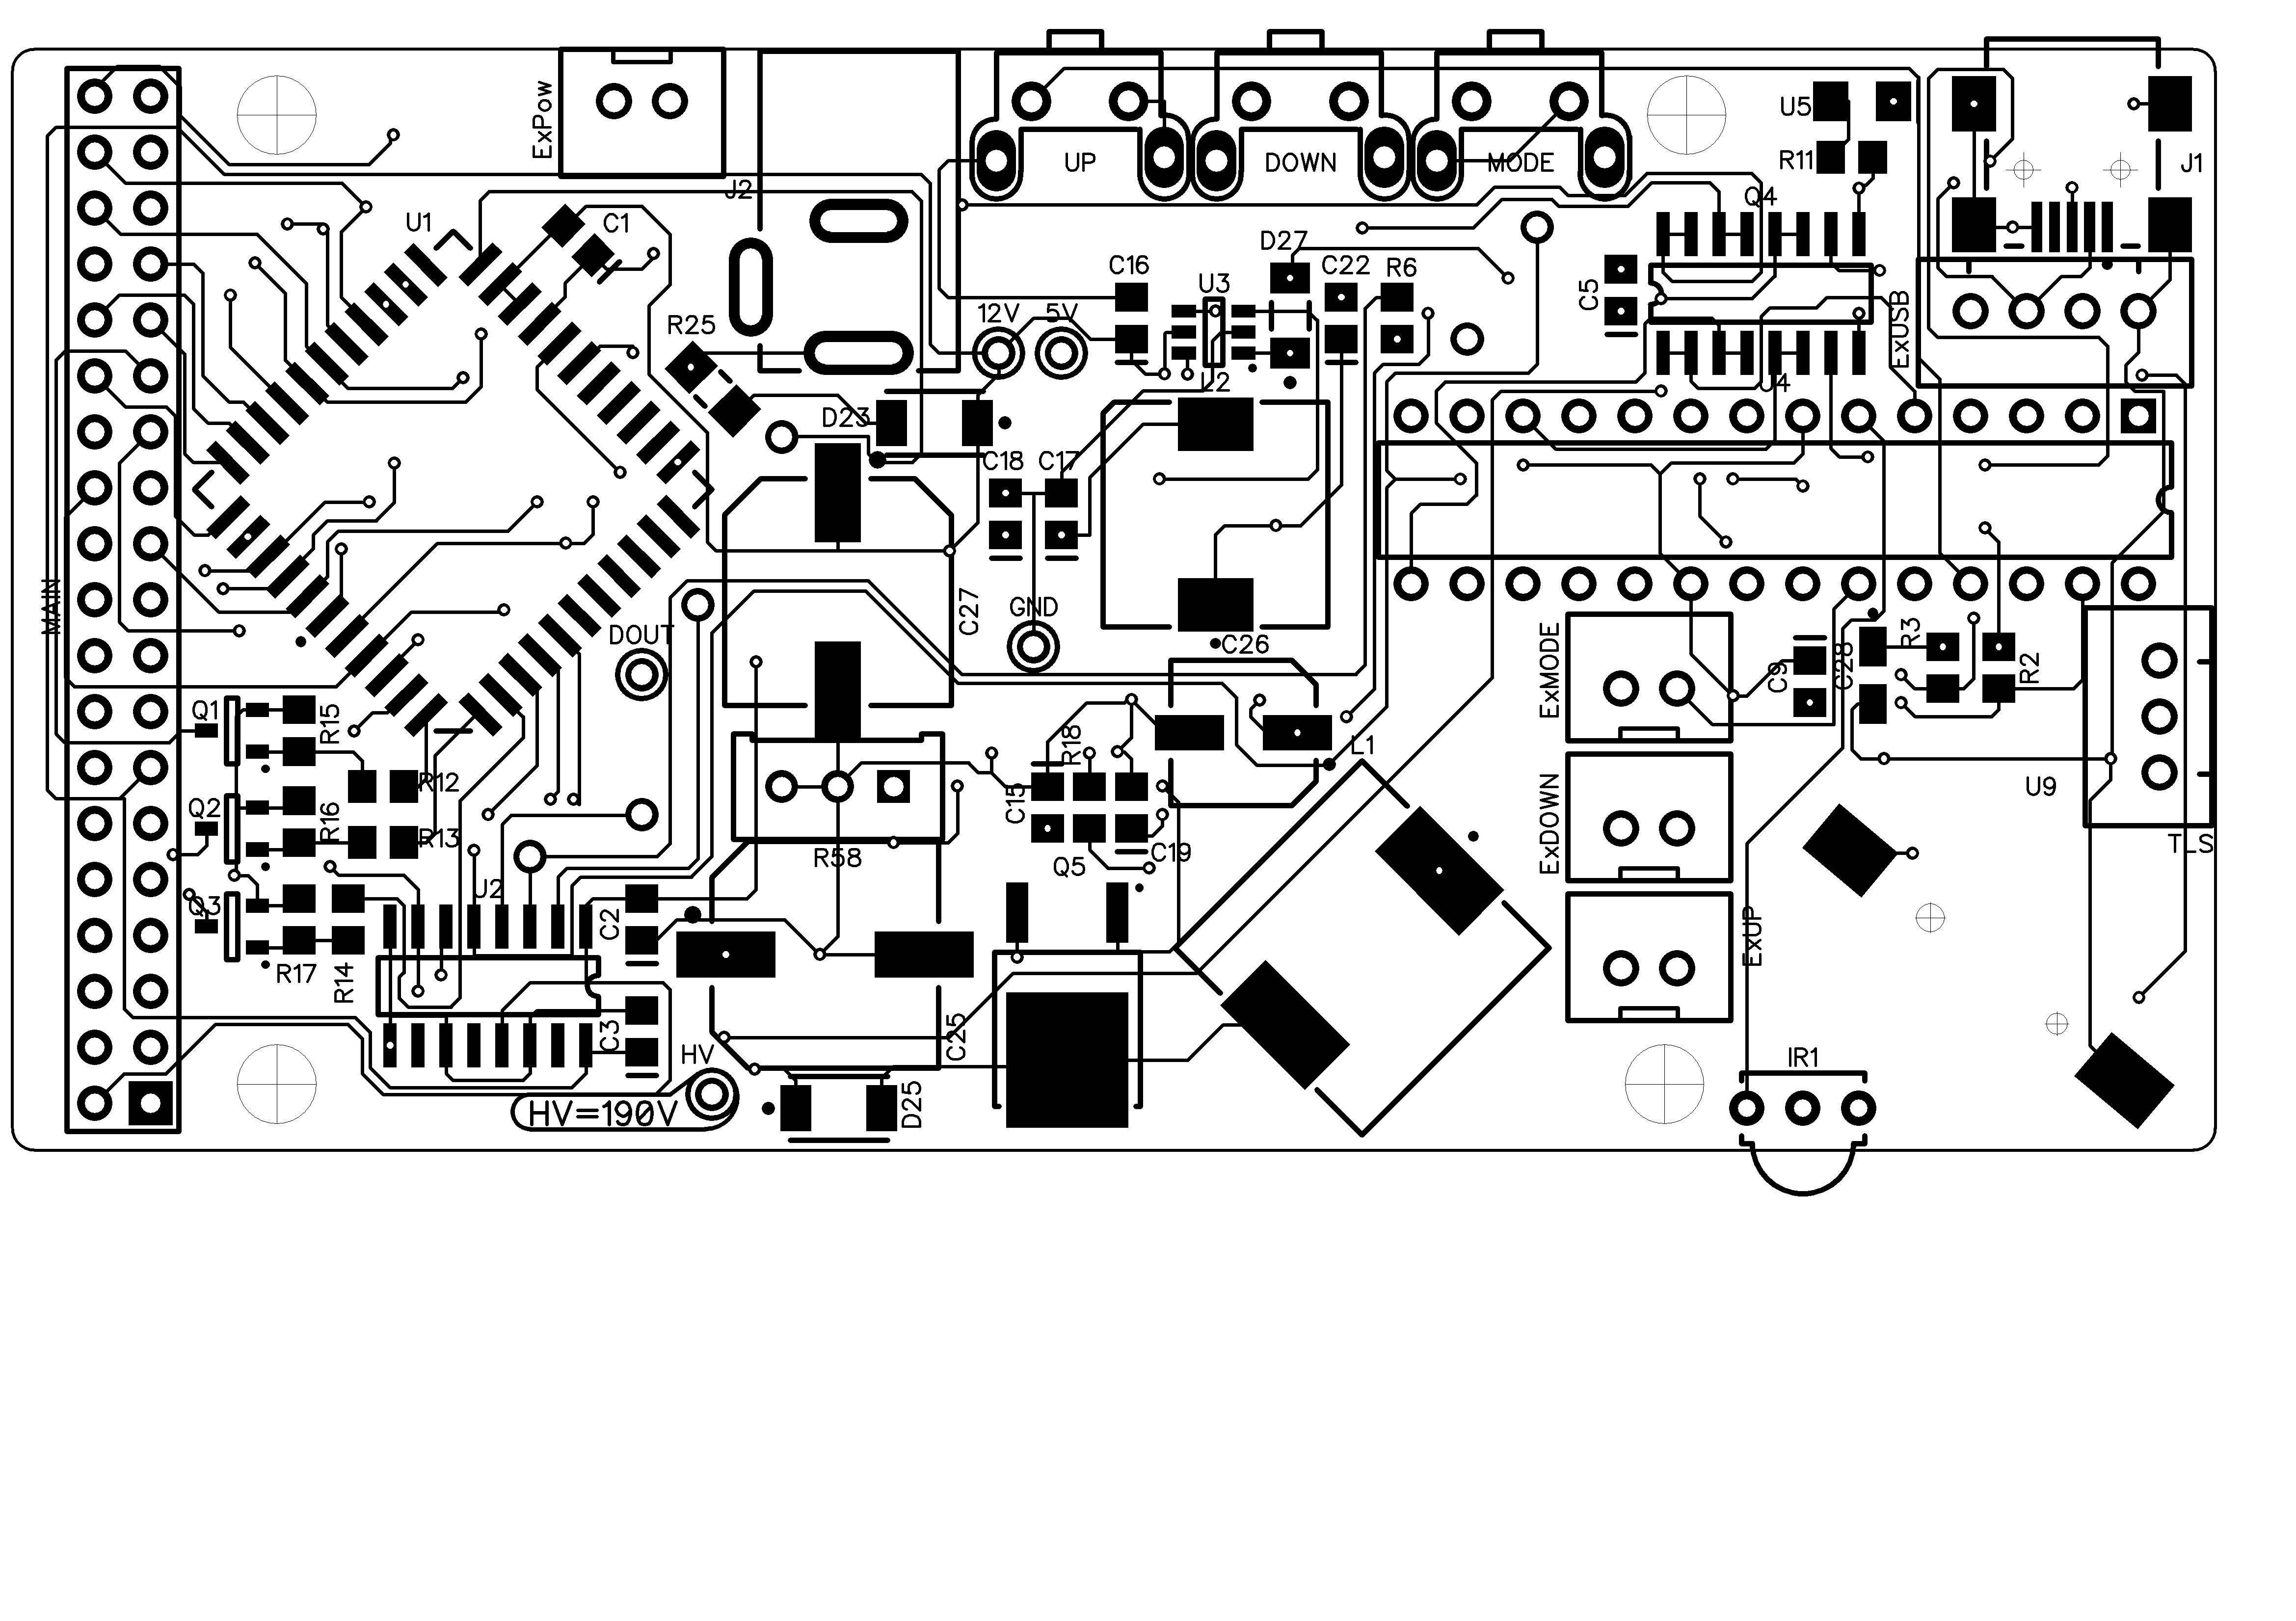 ExPow
UP
DOWN
MODE
U5
R11
J1
J2
Q4
U1
C1
D27
C16
C22
R6
U3
C5
ExUSB
12V
5V
R25
L2
U4
D23
C18
C17
MAIN
C27
GND
DOUT
C26
ExMODE
C9
C28
R3
R2
Q1
R15
R18
L1
R12
Q2
R16
R13
C15
ExDOWN
U9
TLS
R58
Q5
C19
U2
Q3
C2
ExUP
R17
R14
C3
HV
C25
IR1
D25
HV=190V